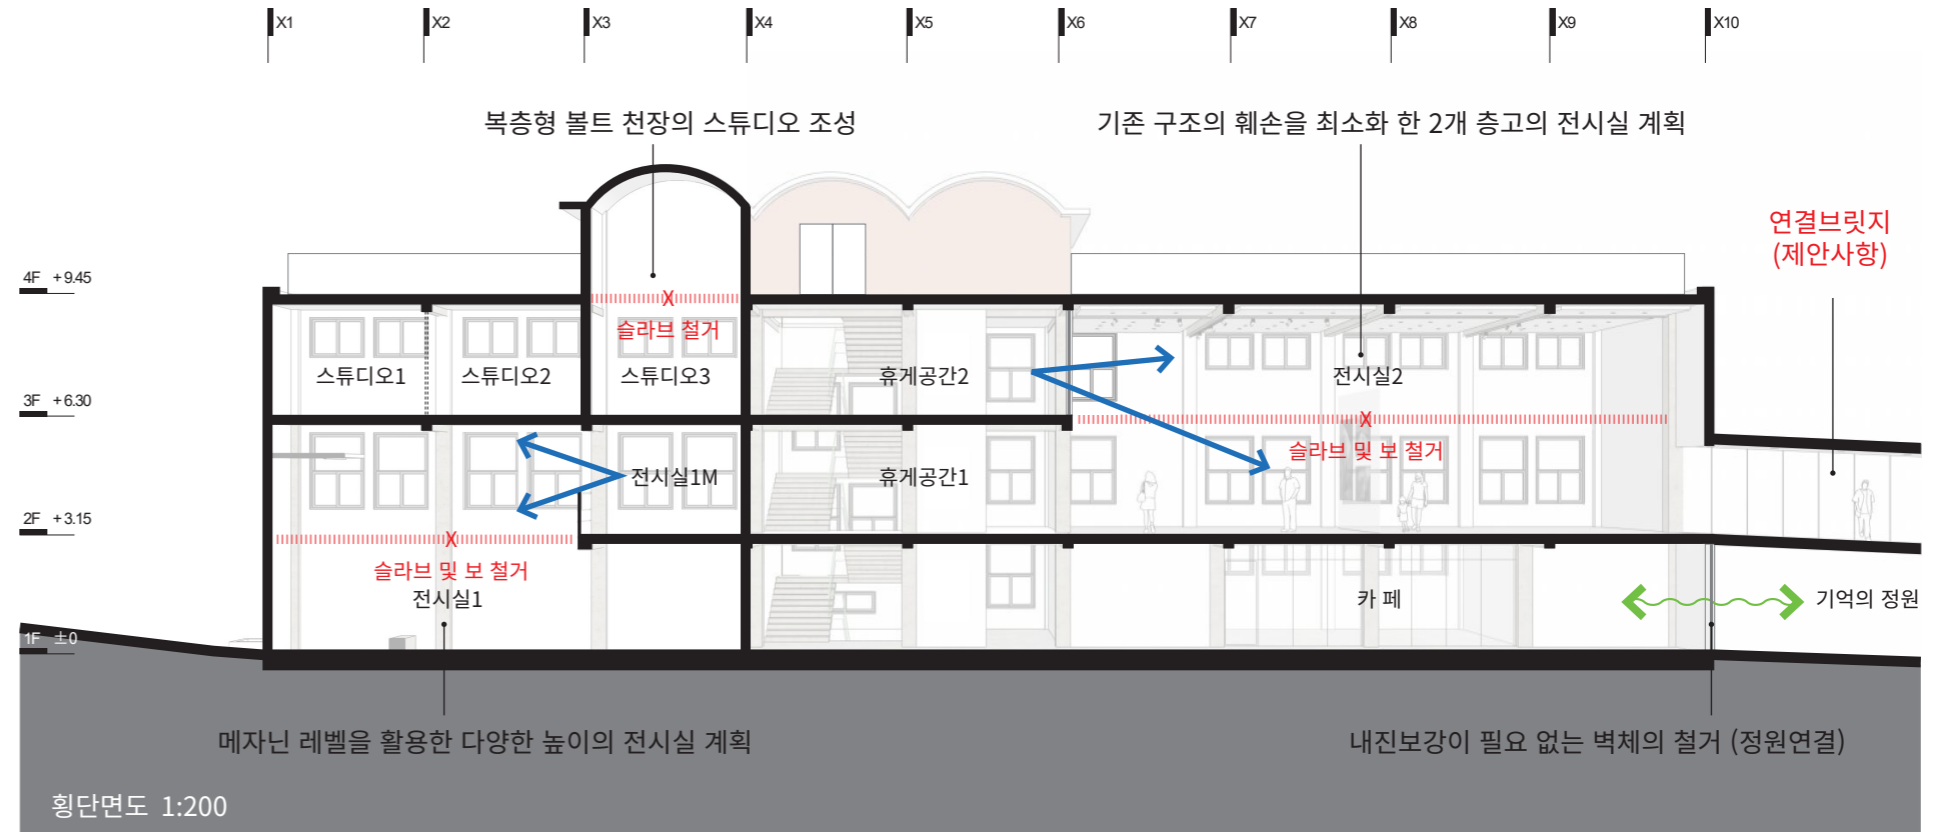 X1 X2 X3 X4 X5 X6 X7 X8 X9 X10
복층형 볼트 천장의 스튜디오 조성
기존 구조의 훼손을 최소화 한 2개 층고의 전시실 계획
연결브릿지
(제안사항)
4F +9.45
X
슬라브 철거
스튜디오1
스튜디오2
스튜디오3
휴게공간2
전시실2
3F +6.30
X
슬라브 및 보 철거
전시실1M
휴게공간1
2F +3.15
X
슬라브 및 보 철거
전시실1
카 페
기억의 정원
1F ±0
메자닌 레벨을 활용한 다양한 높이의 전시실 계획
내진보강이 필요 없는 벽체의 철거 (정원연결)
횡단면도 1:200